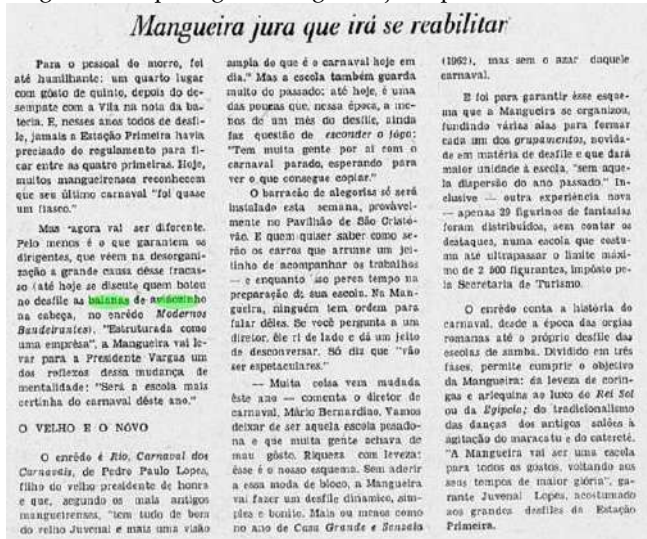 Mangueira jura que irá se reabilitar
Para o pessoal do morro, foi
até humilhante: um quarto lugar
com gôsto de quinto, depois do de-
sempate com a Vila na nota da ba-
teria. E, nesses anos todos de desfi-
le, jamais a Estação Primeira havia
precisado do regulamento para fi-
car entre as quatro primeiras. Hoje,
muitos mangueirenses reconhecem
que seu último carnaval "foi quase
um fiasco."
Mas agora vai ser diferente.
Pelo menos é o que garantem os
dirigentes, que vêem na desorgani-
zação a grande causa dêsse fracas-
so (até hoje se discute quem botou
no desfile as baianas de aviãozinho
na cabeça, no enrêdo Modernos
Bandeirantes). "Estruturada como
uma emprêsa", a Mangueira vai le-
var para a Presidente Vargas um
dos reflexos dessa mudança de
mentalidade: "Será a escola mais
certinha do carnaval dêste ano."
O VELHO E O NÔVO
O enrêdo é Rio, Carnaval dos
Carnavais, de Pedro Paulo Lopes,
filho do velho presidente de honra
e que, segundo os mais antigos
mangueirenses, "tem tudo de bom
do velho Juvenal e mais uma visão
ampla do que é o carnaval hoje em
dia." Mas a escola também guarda
muito do passado: até hoje, é uma
das poucas que, nessa época, a me-
nos de um mês do desfile, ainda
faz questão de esconder o jôgo:
"Tem muita gente por aí com o
carnaval parado, esperando para
ver o que consegue copiar."
O barracão de alegorias só será
instalado esta semana, provàvel-
mente no Pavilhão de São Cristó-
vão. E quem quiser saber como se-
rão os carros que arrume um jei-
tinho de acompanhar os trabalhos
— e enquanto isso perca tempo na
preparação de sua escola. Na Man-
gueira, ninguém tem ordem para
falar dêles. Se você pergunta a um
diretor, êle ri de lado e dá um jeito
de desconversar. Só diz que "vão
ser espetaculares."
— Muita coisa vem mudada
êste ano — comenta o diretor de
carnaval, Mário Bernardino. Vamos
deixar de ser aquela escola pesado-
na e que muita gente achava de
mau gôsto. Riqueza com leveza:
êsse é o nosso esquema. Sem aderir
a essa moda de bloco, a Mangueira
vai fazer um desfile dinâmico, sim-
ples e bonito. Mais ou menos como
no ano de Casa Grande e Senzala
(1962), mas sem o azar daquele
carnaval.
E foi para garantir êsse esque-
ma que a Mangueira se organizou,
fundindo várias alas para formar
cada um dos grupamentos, novida-
de em matéria de desfile e que dará
maior unidade à escola, "sem aque-
la dispersão do ano passado." In-
clusive — outra experiência nova
— apenas 29 figurinos de fantasias
foram distribuídos, sem contar os
destaques, numa escola que costu-
ma até ultrapassar o limite máxi-
mo de 2 500 figurantes, impôsto pe-
la Secretaria de Turismo.
O enrêdo conta a história do
carnaval, desde a época das orgias
romanas até o próprio desfile das
escolas de samba. Dividido em três
fases, permite cumprir o objetivo
da Mangueira: da leveza de corin-
gas e arlequins ao luxo do Rei Sol
ou da Egípcia; do tradicionalismo
das danças dos antigos salões à
agitação do maracatu e do cateretê.
"A Mangueira vai ser uma escola
para todos os gostos, voltando aos
seus tempos de maior glória", ga-
rante Juvenal Lopes, acostumado
aos grandes desfiles da Estação
Primeira.